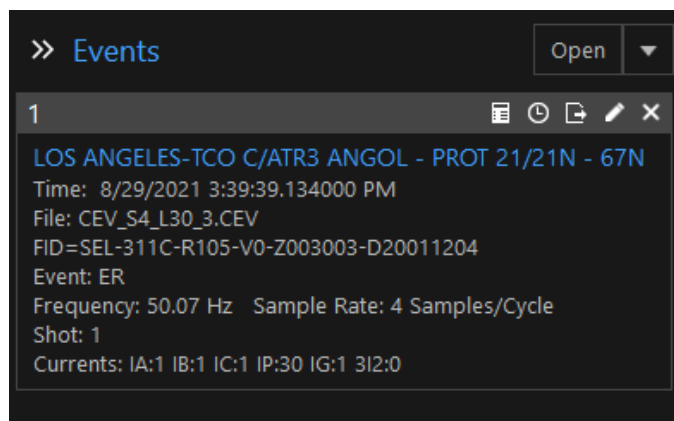 Events
Open
1
LOS ANGELES-TCO C/ATR3 ANGOL - PROT 21/21N - 67N
Time: 8/29/2021 3:39:39.134000 PM
File: CEV_S4_L30_3.CEV
FID=SEL-311C-R105-V0-Z003003-D20011204
Event: ER
Frequency: 50.07 Hz Sample Rate: 4 Samples/Cycle
Shot: 1
Currents: IA:1 IB:1 IC:1 IP:30 IG:1 3I2:0